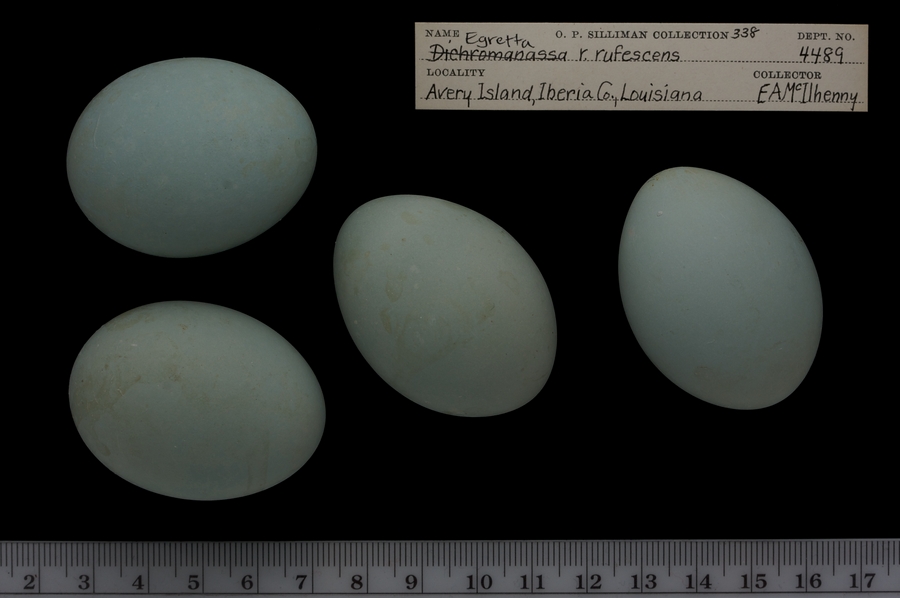 NAME Egretta O. P. SILLIMAN COLLECTION 338 DEPT. NO.
Dichromanassa r. rufescens 4489
LOCALITY COLLECTOR
Avery Island, Iberia Co., Louisiana E A McIlhenny
2 3 4 5 6 7 8 9 10 11 12 13 14 15 16 17